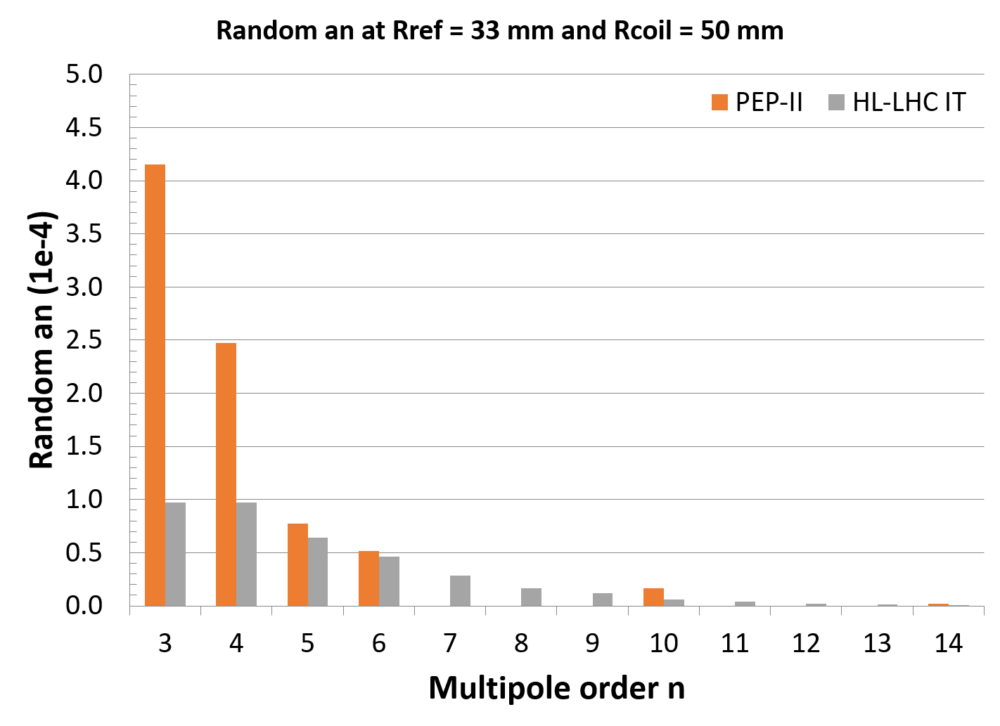 Random an at Rref = 33 mm and Rcoil = 50 mm
PEP-II
HL-LHC IT
Random an (1e-4)
5.0
4.5
4.0
3.5
3.0
2.5
2.0
1.5
1.0
0.5
0.0
3 4 5 6 7 8 9 10 11 12 13 14
Multipole order n